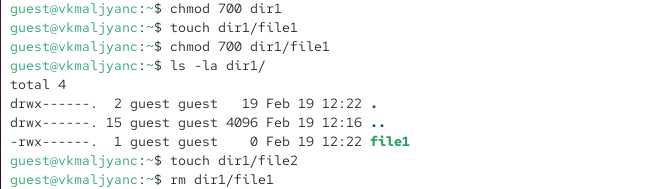 guest@vkmaljyanc:~$ chmod 700 dir1
guest@vkmaljyanc:~$ touch dir1/file1
guest@vkmaljyanc:~$ chmod 700 dir1/file1
guest@vkmaljyanc:~$ ls -la dir1/
total 4
drwx------.  2 guest guest   19 Feb 19 12:22 .
drwx------. 15 guest guest 4096 Feb 19 12:16 ..
-rwx------.  1 guest guest    0 Feb 19 12:22 file1
guest@vkmaljyanc:~$ touch dir1/file2
guest@vkmaljyanc:~$ rm dir1/file1